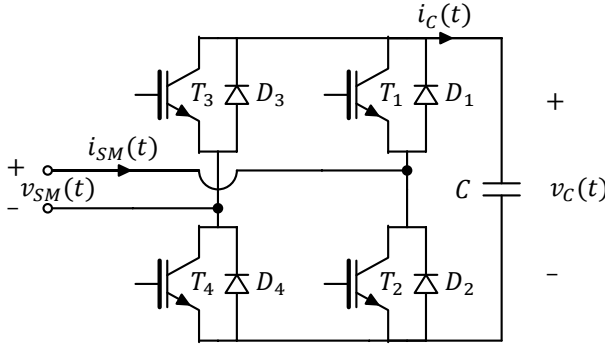 i_C(t)
T_3 D_3 T_1 D_1
+
i_SM(t)
+
v_SM(t) C v_C(t)
–
T_4 D_4 T_2 D_2
–